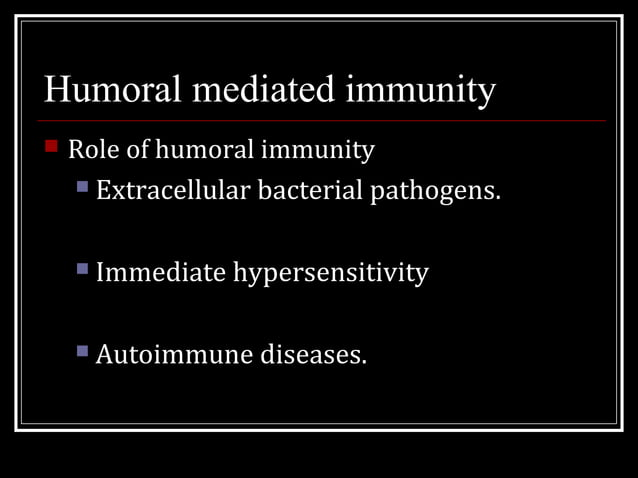 Humoral mediated immunity
Role of humoral immunity
Extracellular bacterial pathogens.
Immediate hypersensitivity
Autoimmune diseases.